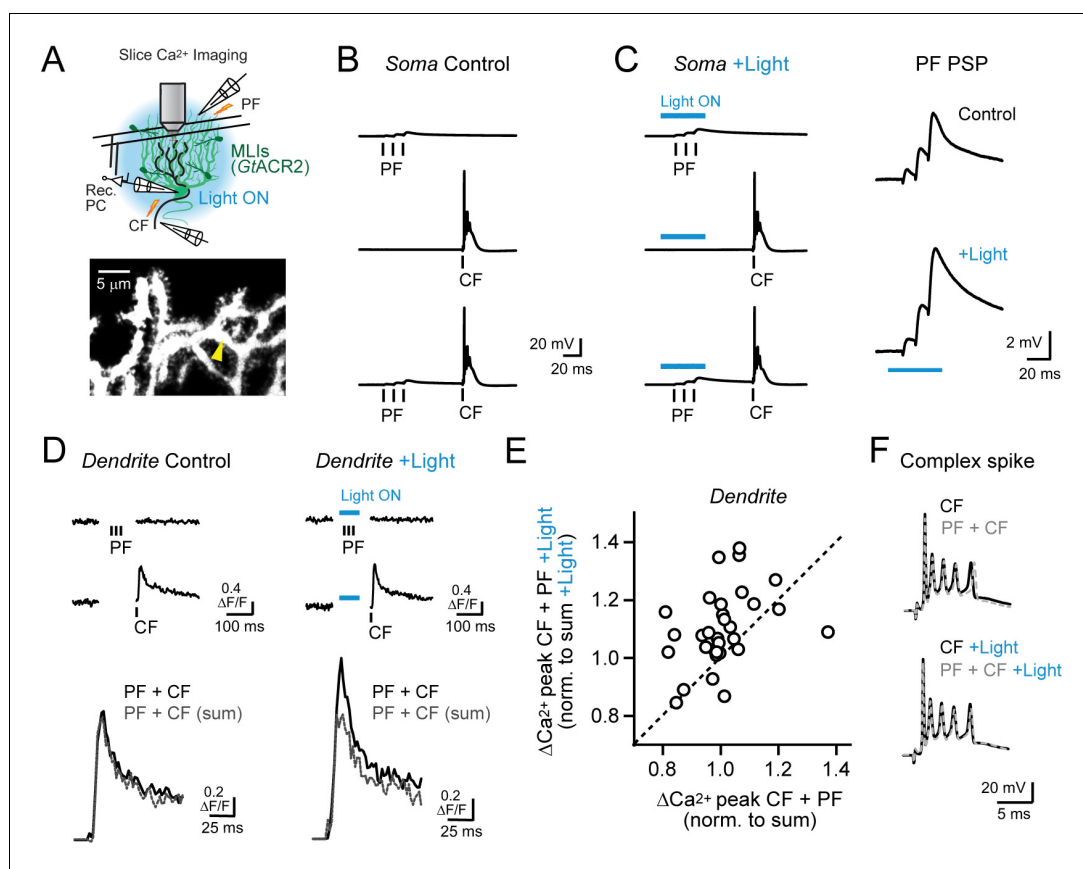 A
Slice Ca²⁺ Imaging
PF
MLIs
(GtACR2)
Rec.
PC
Light ON
CF
5 µm
B
Soma Control
PF
CF
PF
CF
20 mV
20 ms
C
Soma +Light
Light ON
PF
CF
PF
CF
PF PSP
Control
+Light
2 mV
20 ms
D
Dendrite Control
PF
CF
0.4
ΔF/F
100 ms
PF + CF
PF + CF (sum)
0.2
ΔF/F
25 ms
Dendrite +Light
Light ON
PF
CF
0.4
ΔF/F
100 ms
PF + CF
PF + CF (sum)
0.2
ΔF/F
25 ms
E
Dendrite
ΔCa²⁺ peak CF + PF +Light
(norm. to sum +Light)
1.4
1.2
1.0
0.8
0.8 1.0 1.2 1.4
ΔCa²⁺ peak CF + PF
(norm. to sum)
F
Complex spike
CF
PF + CF
CF +Light
PF + CF +Light
20 mV
5 ms